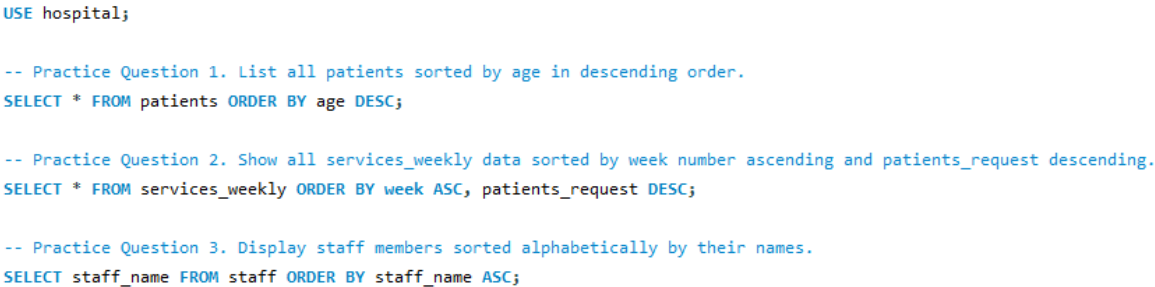 USE hospital;
-- Practice Question 1. List all patients sorted by age in descending order.
SELECT * FROM patients ORDER BY age DESC;
-- Practice Question 2. Show all services_weekly data sorted by week number ascending and patients_request descending.
SELECT * FROM services_weekly ORDER BY week ASC, patients_request DESC;
-- Practice Question 3. Display staff members sorted alphabetically by their names.
SELECT staff_name FROM staff ORDER BY staff_name ASC;